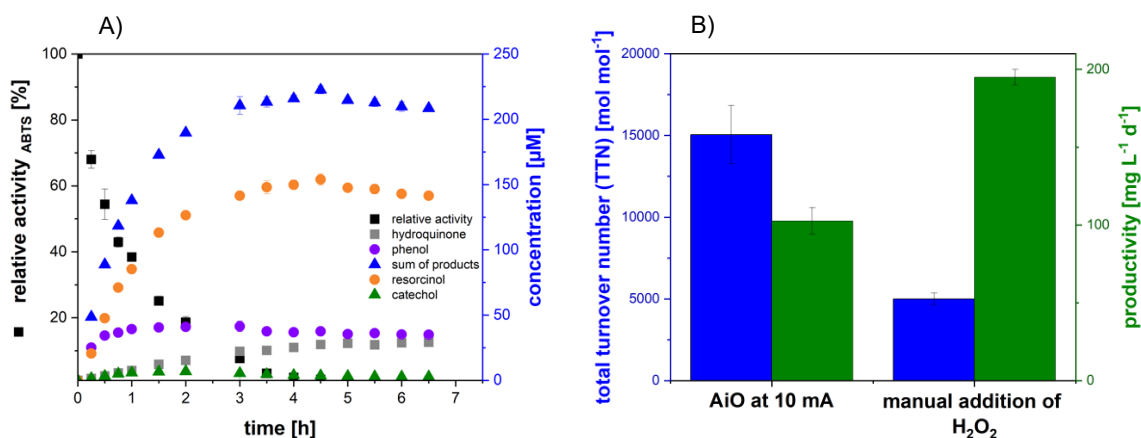 A)
B)
relative activity ABTS [%]
100
80
60
40
20
0 1 2 3 4 5 6 7
time [h]
250
200
150
100
50
0
concentration [µM]
relative activity
hydroquinone
phenol
sum of products
resorcinol
catechol
total turnover number (TTN) [mol mol⁻¹]
20000
15000
10000
5000
0
AiO at 10 mA
manual addition of
H₂O₂
200
100
0
productivity [mg L⁻¹ d⁻¹]